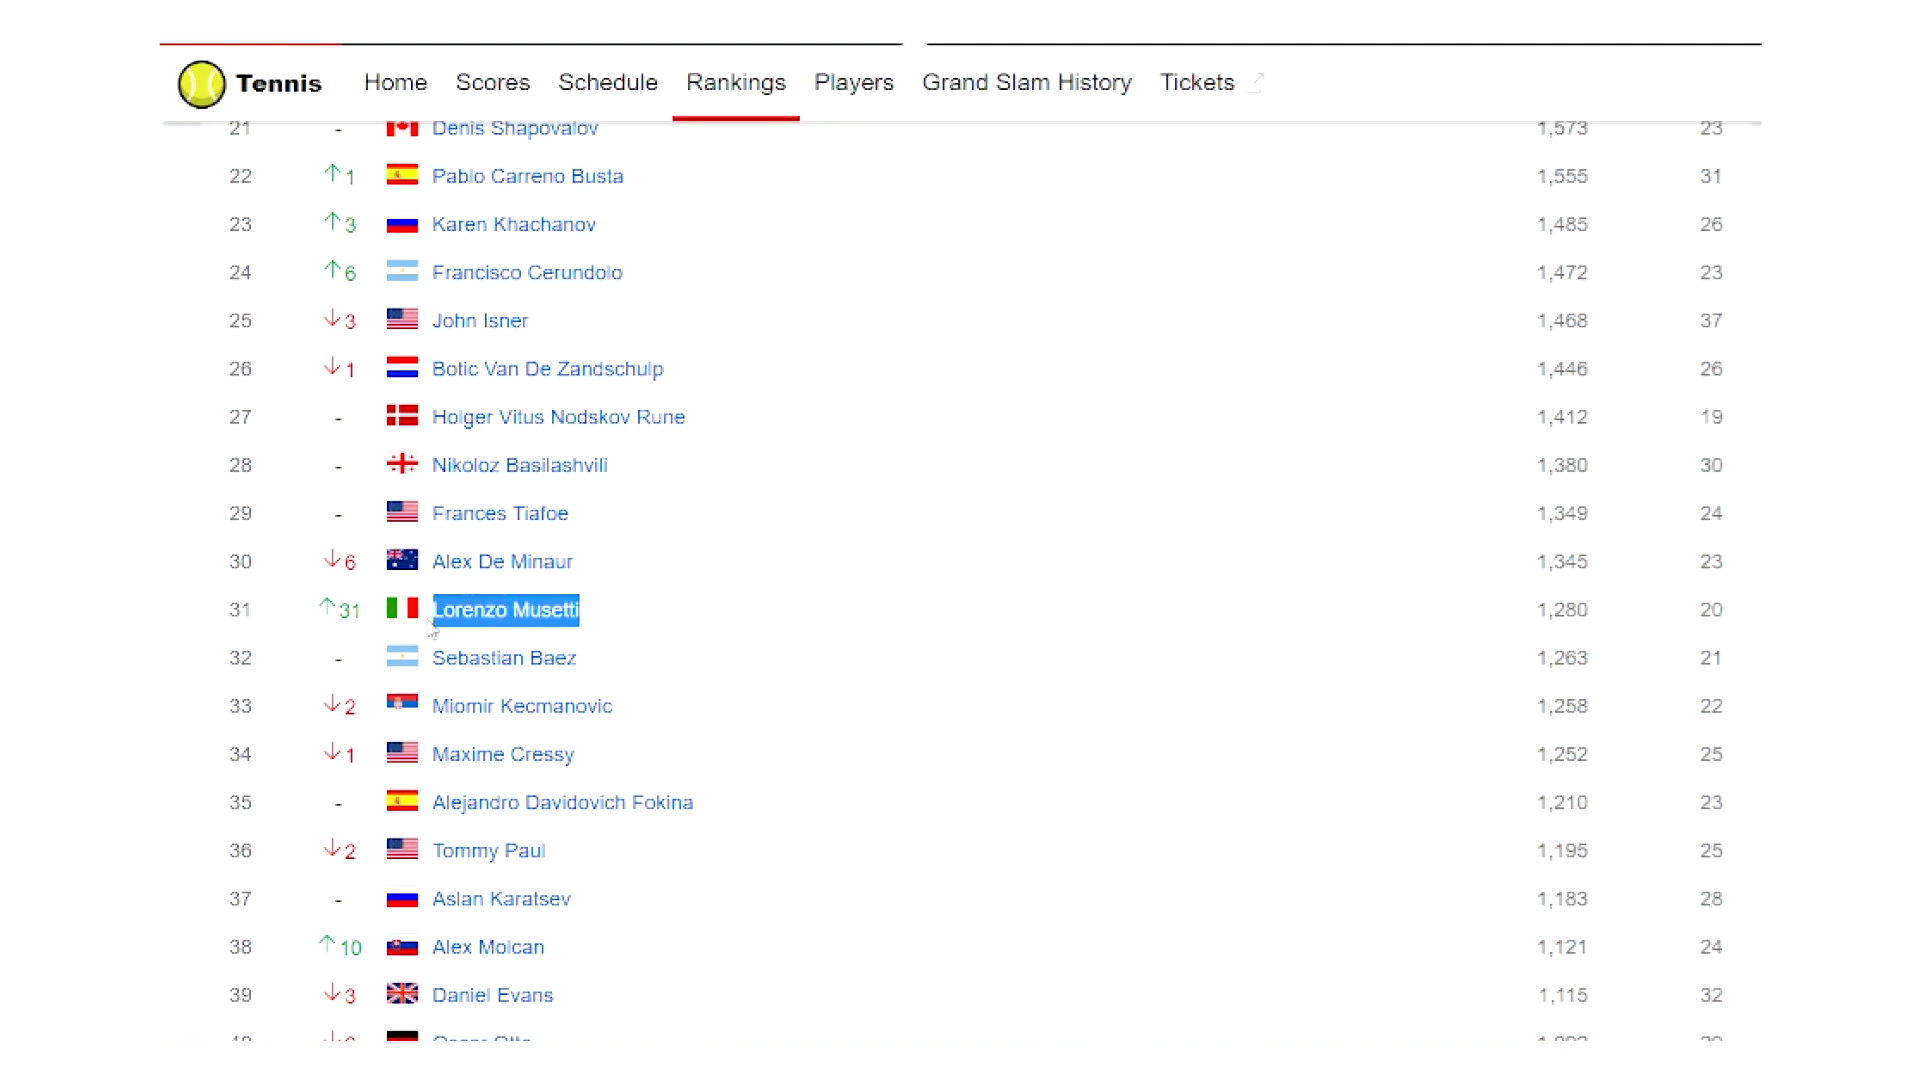 Tennis Home Scores Schedule Rankings Players Grand Slam History Tickets
21 - Denis Shapovalov 1,573 23
22 ↑1 Pablo Carreno Busta 1,555 31
23 ↑3 Karen Khachanov 1,485 26
24 ↑6 Francisco Cerundolo 1,472 23
25 ↓3 John Isner 1,468 37
26 ↓1 Botic Van De Zandschulp 1,446 26
27 - Holger Vitus Nodskov Rune 1,412 19
28 - Nikoloz Basilashvili 1,380 30
29 - Frances Tiafoe 1,349 24
30 ↓6 Alex De Minaur 1,345 23
31 ↑31 Lorenzo Musetti 1,280 20
32 - Sebastian Baez 1,263 21
33 ↓2 Miomir Kecmanovic 1,258 22
34 ↓1 Maxime Cressy 1,252 25
35 - Alejandro Davidovich Fokina 1,210 23
36 ↓2 Tommy Paul 1,195 25
37 - Aslan Karatsev 1,183 28
38 ↑10 Alex Molcan 1,121 24
39 ↓3 Daniel Evans 1,115 32